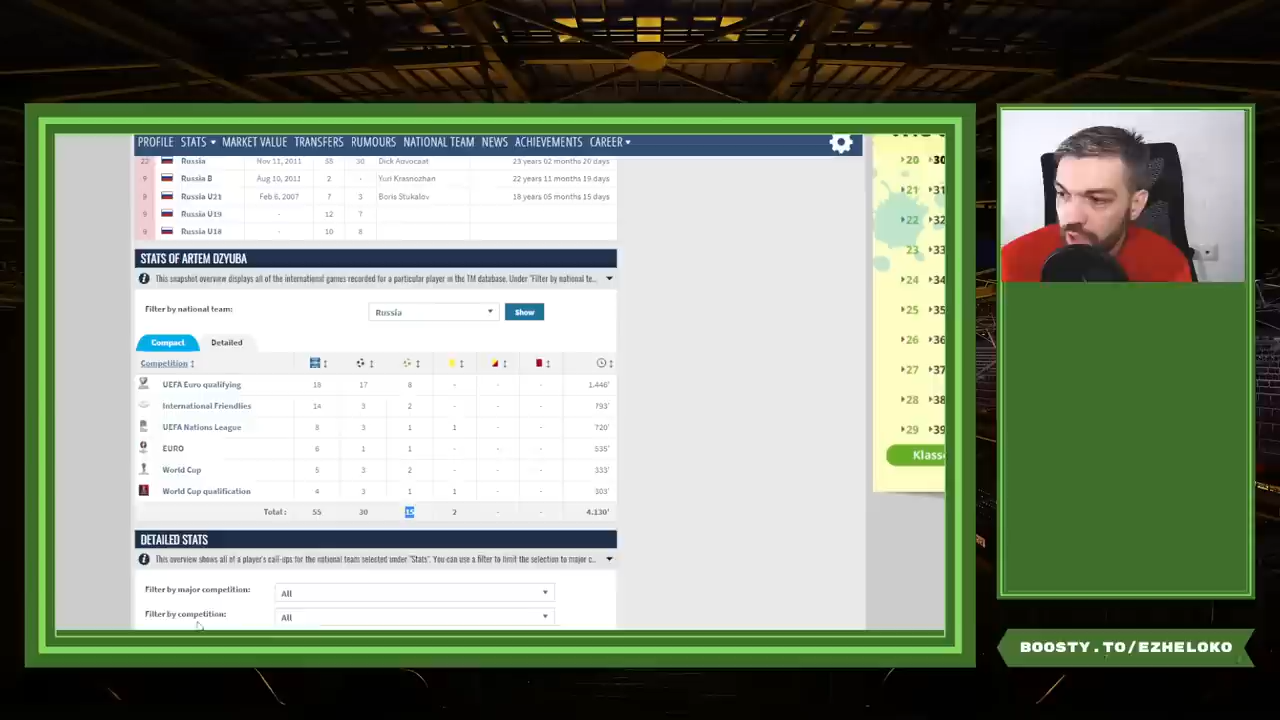 PROFILE STATS MARKET VALUE TRANSFERS RUMOURS NATIONAL TEAM NEWS ACHIEVEMENTS CAREER
22 Russia Nov 11, 2011 55 30 Dick Advocaat 23 years 02 months 20 days
9 Russia B Aug 10, 2011 2 - Yuri Krasnozhan 22 years 11 months 19 days
9 Russia U21 Feb 6, 2007 7 3 Boris Stukalov 18 years 05 months 15 days
9 Russia U19 - 12 7
9 Russia U18 - 10 8
STATS OF ARTEM DZYUBA
This snapshot overview displays all of the international games recorded for a particular player in the TM database. Under "Filter by national te...
Filter by national team: Russia Show
Compact Detailed
Competition
UEFA Euro qualifying 18 17 8 - - - 1.446'
International Friendlies 14 3 2 - - - 793'
UEFA Nations League 8 3 1 1 - - 720'
EURO 6 1 1 - - - 535'
World Cup 5 3 2 - - - 333'
World Cup qualification 4 3 1 1 - - 303'
Total : 55 30 15 2 - - 4.130'
DETAILED STATS
This overview shows all of a player's call-ups for the national team selected under "Stats". You can use a filter to limit the selection to major c...
Filter by major competition: All
Filter by competition: All
20 30
21 31
22 32
23 33
24 34
25 35
26 36
27 37
28 38
29 39
Klass
BOOSTY.TO/EZHELOKO